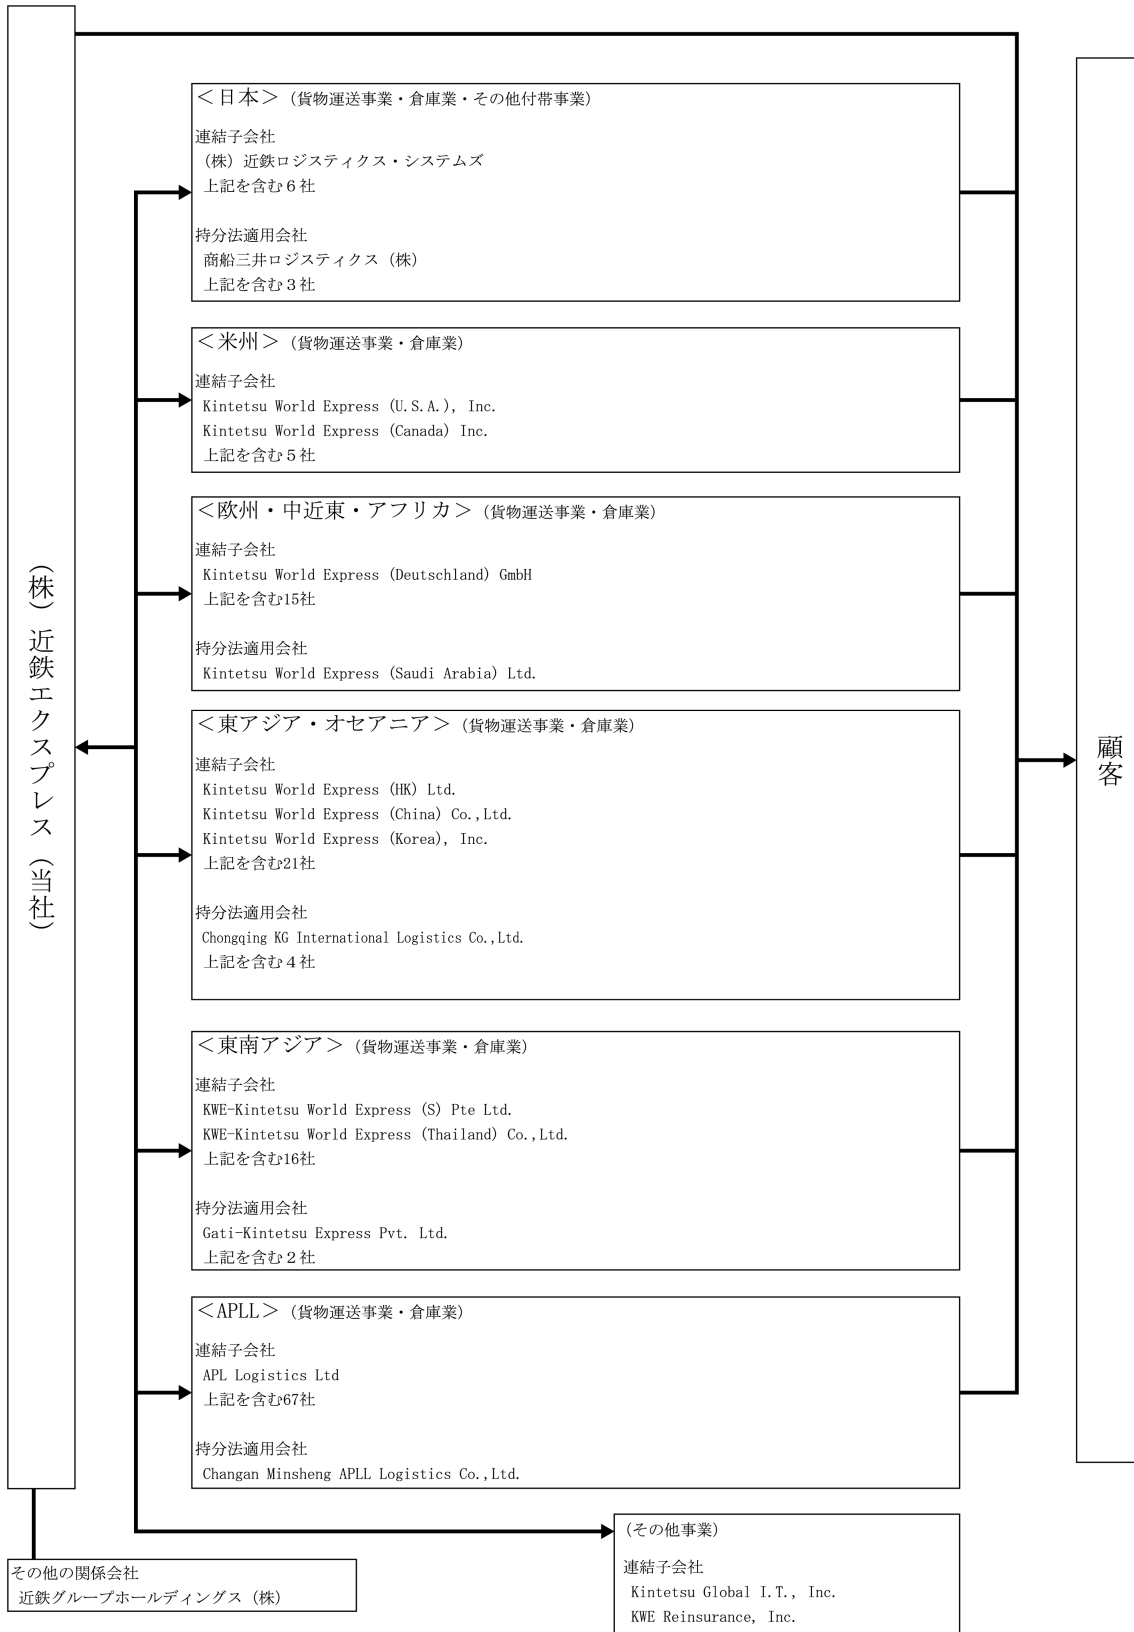 (株)近鉄エクスプレス(当社)
<日本>(貨物運送事業・倉庫業・その他付帯事業)
連結子会社
(株)近鉄ロジスティクス・システムズ
上記を含む6社
持分法適用会社
商船三井ロジスティクス(株)
上記を含む3社
<米州>(貨物運送事業・倉庫業)
連結子会社
Kintetsu World Express (U.S.A.), Inc.
Kintetsu World Express (Canada) Inc.
上記を含む5社
<欧州・中近東・アフリカ>(貨物運送事業・倉庫業)
連結子会社
Kintetsu World Express (Deutschland) GmbH
上記を含む15社
持分法適用会社
Kintetsu World Express (Saudi Arabia) Ltd.
<東アジア・オセアニア>(貨物運送事業・倉庫業)
連結子会社
Kintetsu World Express (HK) Ltd.
Kintetsu World Express (China) Co.,Ltd.
Kintetsu World Express (Korea), Inc.
上記を含む21社
持分法適用会社
Chongqing KG International Logistics Co.,Ltd.
上記を含む4社
<東南アジア>(貨物運送事業・倉庫業)
連結子会社
KWE-Kintetsu World Express (S) Pte Ltd.
KWE-Kintetsu World Express (Thailand) Co.,Ltd.
上記を含む16社
持分法適用会社
Gati-Kintetsu Express Pvt. Ltd.
上記を含む2社
<APLL>(貨物運送事業・倉庫業)
連結子会社
APL Logistics Ltd
上記を含む67社
持分法適用会社
Changan Minsheng APLL Logistics Co.,Ltd.
(その他事業)
連結子会社
Kintetsu Global I.T., Inc.
KWE Reinsurance, Inc.
その他の関係会社
近鉄グループホールディングス(株)
顧客